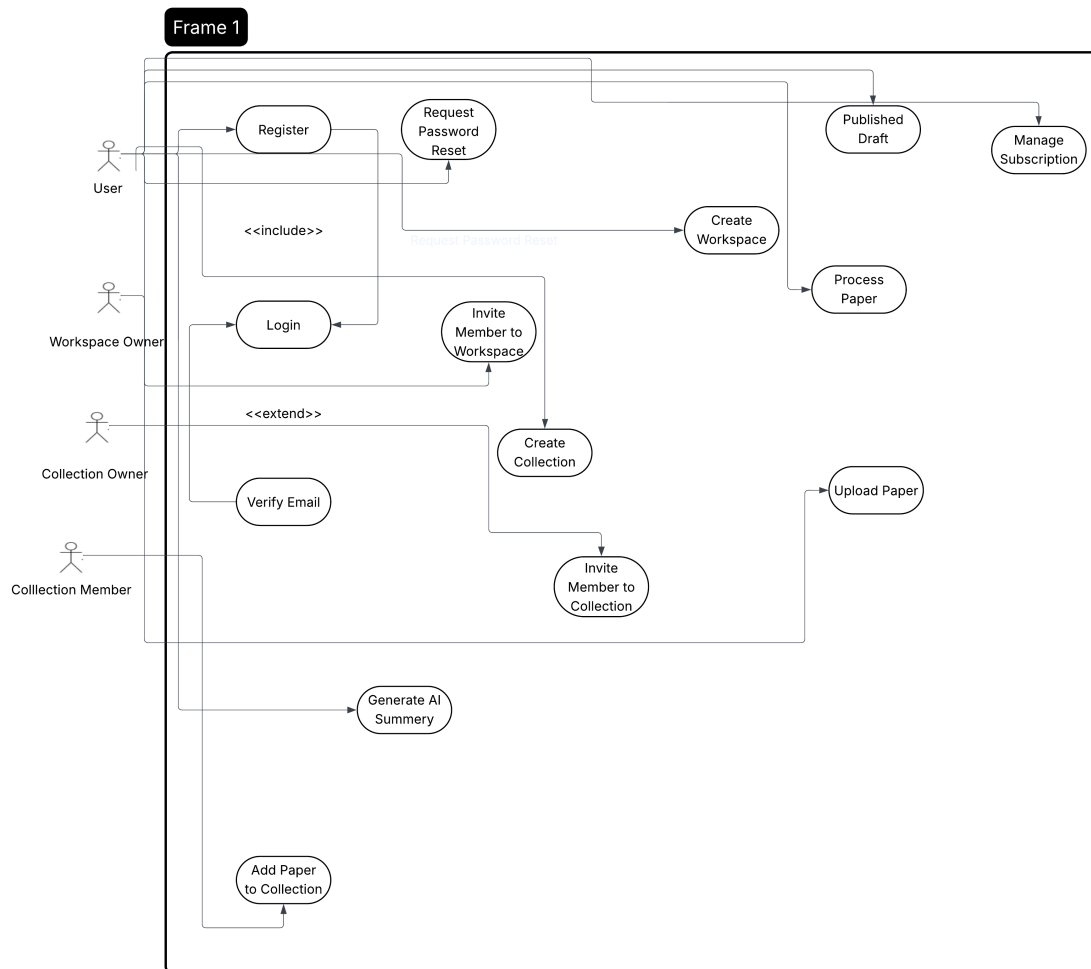 Frame 1
Request
Password
Reset
Register
Published
Draft
Manage
Subscription
User
Create
Workspace
<<include>>
Request Password Reset
Process
Paper
Invite
Member to
Workspace
Login
Workspace Owner
<<extend>>
Create
Collection
Collection Owner
Upload Paper
Verify Email
Invite
Member to
Collection
Colllection Member
Generate AI
Summery
Add Paper
to Collection